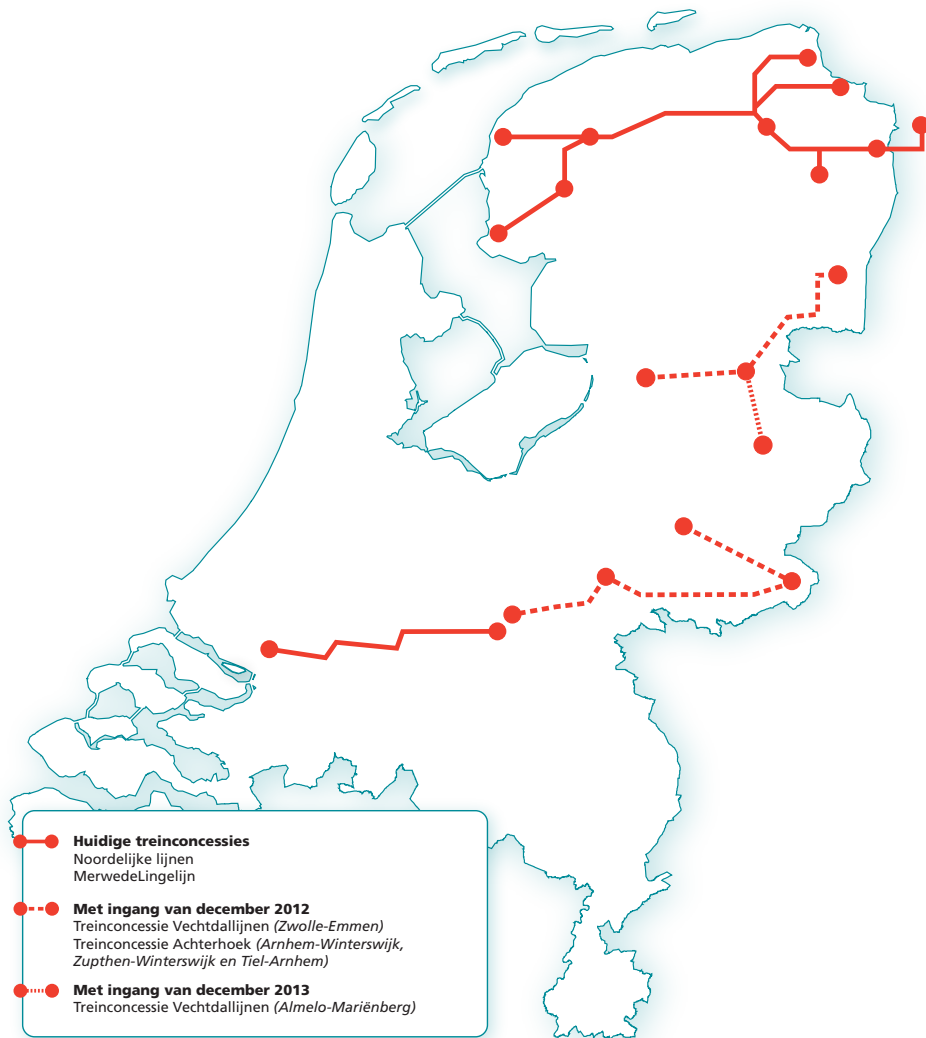 Huidige treinconcessies
Noordelijke lijnen
MerwedeLingelijn
Met ingang van december 2012
Treinconcessie Vechtdallijnen (Zwolle-Emmen)
Treinconcessie Achterhoek (Arnhem-Winterswijk,
Zupthen-Winterswijk en Tiel-Arnhem)
Met ingang van december 2013
Treinconcessie Vechtdallijnen (Almelo-Mariënberg)